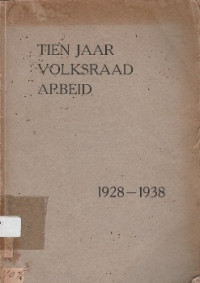 TIEN JAAR
VOLKSRAAD
ARBEID
1928–1938